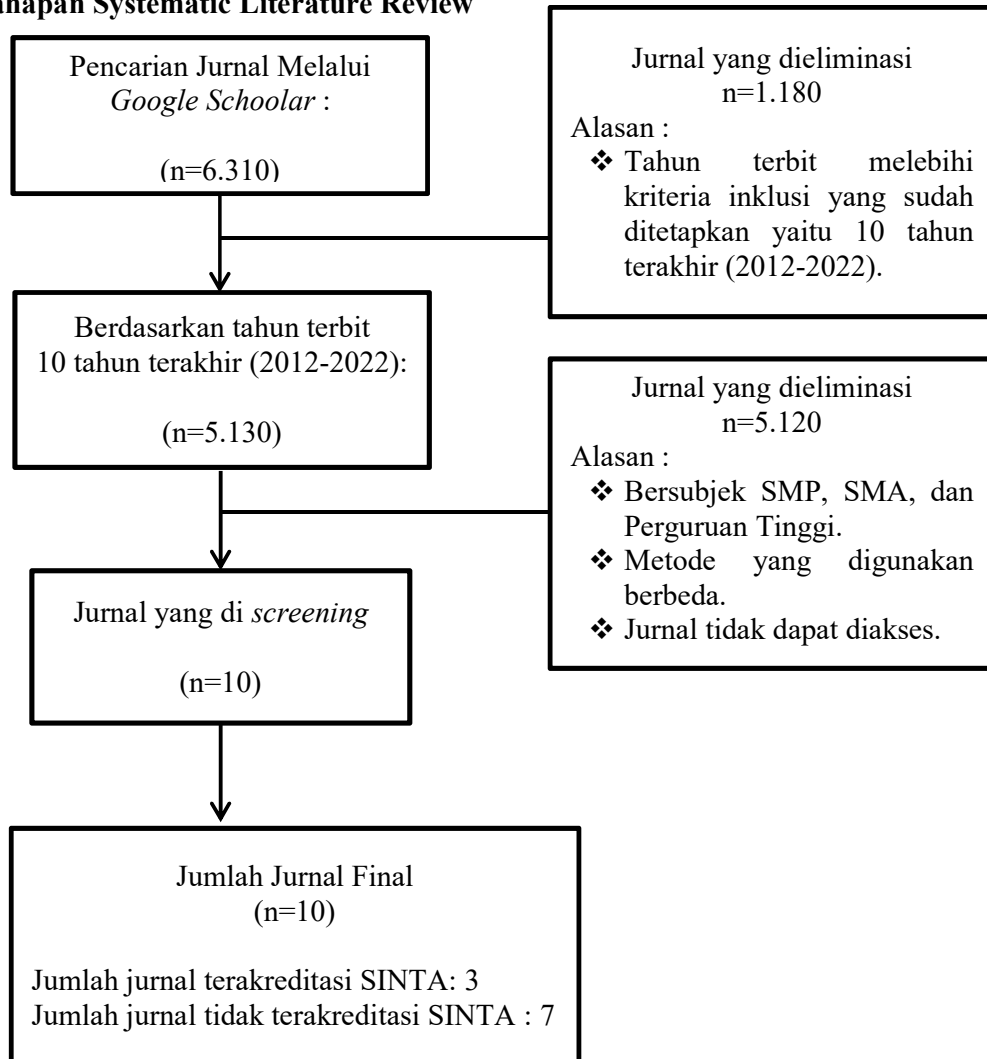 Systematic Literature Review
Pencarian Jurnal Melalui
Google Schoolar :
(n=6.310)
Jurnal yang dieliminasi
n=1.180
Alasan :
❖ Tahun terbit melebihi
kriteria inklusi yang sudah
ditetapkan yaitu 10 tahun
terakhir (2012-2022).
Berdasarkan tahun terbit
10 tahun terakhir (2012-2022):
(n=5.130)
Jurnal yang dieliminasi
n=5.120
Alasan :
❖ Bersubjek SMP, SMA, dan
Perguruan Tinggi.
❖ Metode yang digunakan
berbeda.
❖ Jurnal tidak dapat diakses.
Jurnal yang di screening
(n=10)
Jumlah Jurnal Final
(n=10)
Jumlah jurnal terakreditasi SINTA: 3
Jumlah jurnal tidak terakreditasi SINTA : 7